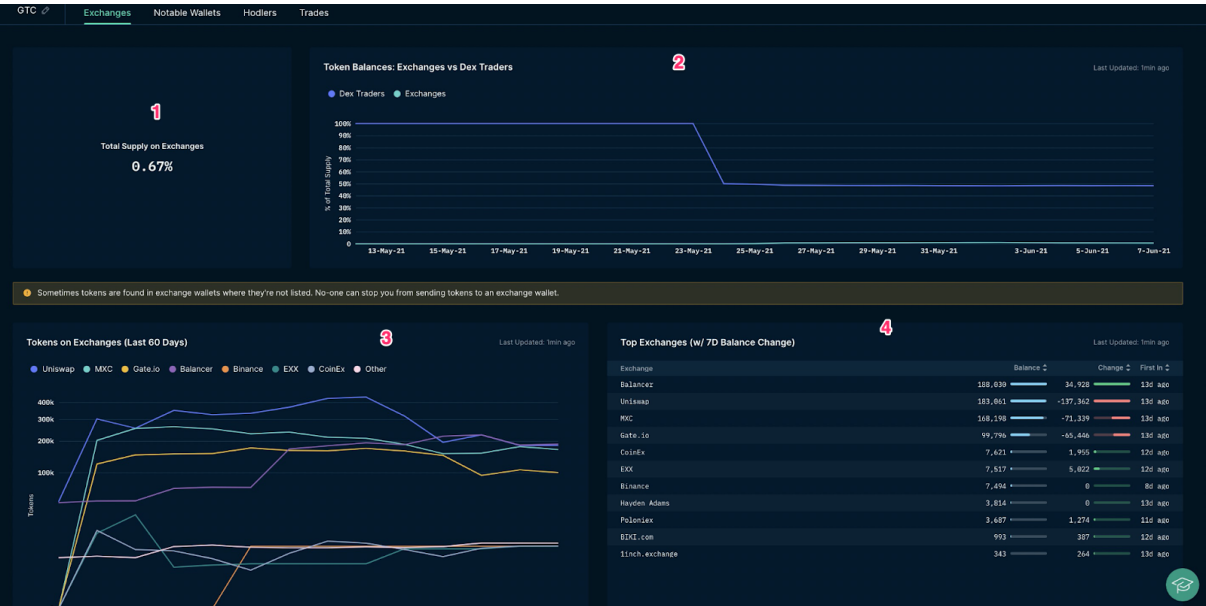 GTC Exchanges Notable Wallets Hodlers Trades
1
Total Supply on Exchanges
0.67%
2
Token Balances: Exchanges vs Dex Traders
Last Updated: 1min ago
Dex Traders Exchanges
% of Total Supply
100%
90%
80%
70%
60%
50%
40%
30%
20%
10%
0
13-May-21 15-May-21 17-May-21 19-May-21 21-May-21 23-May-21 25-May-21 27-May-21 29-May-21 31-May-21 3-Jun-21 5-Jun-21 7-Jun-21
Sometimes tokens are found in exchange wallets where they're not listed. No-one can stop you from sending tokens to an exchange wallet.
3
Tokens on Exchanges (Last 60 Days)
Last Updated: 1min ago
Uniswap MXC Gate.io Balancer Binance EXX CoinEx Other
Tokens
400k
300k
200k
100k
4
Top Exchanges (w/ 7D Balance Change)
Last Updated: 1min ago
Exchange Balance Change First In
Balancer 188,030 34,928 13d ago
Uniswap 183,061 -137,362 13d ago
MXC 168,198 -71,339 13d ago
Gate.io 99,796 -65,446 13d ago
CoinEx 7,621 1,955 12d ago
EXX 7,517 5,022 12d ago
Binance 7,494 0 8d ago
Hayden Adams 3,814 0 13d ago
Poloniex 3,687 1,274 11d ago
BIKI.com 993 387 12d ago
1inch.exchange 343 264 13d ago